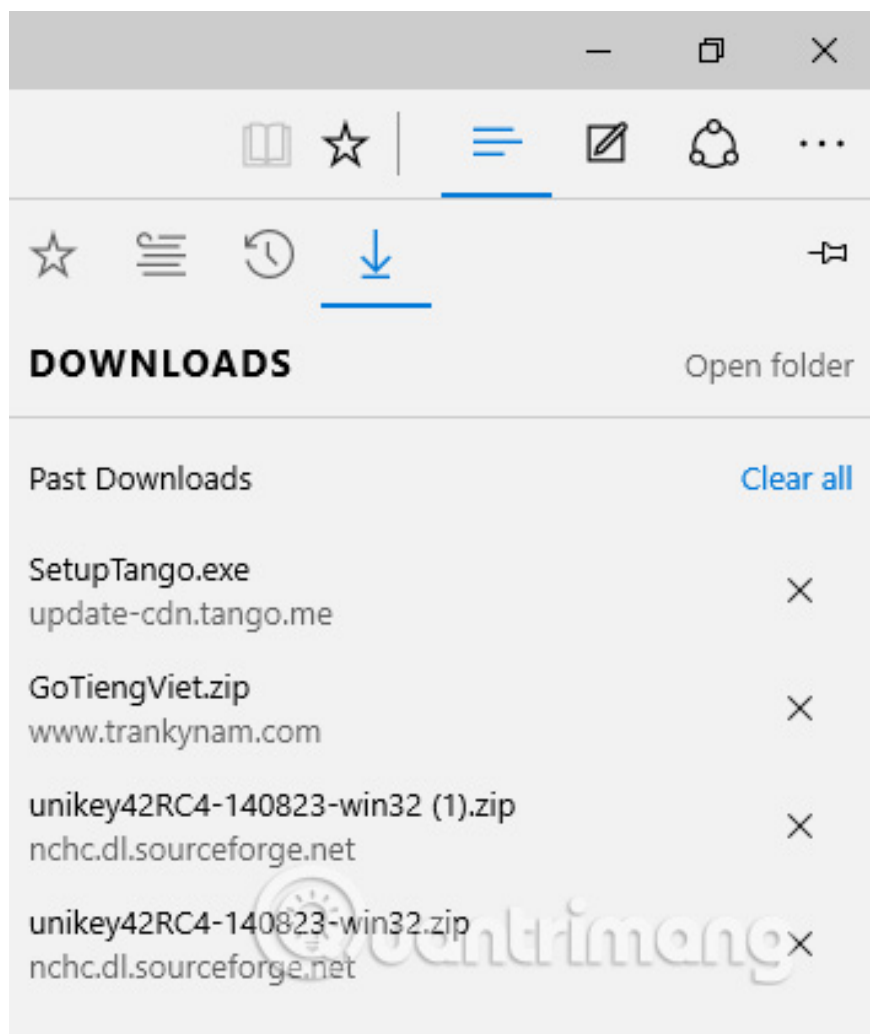 DOWNLOADS
Open folder
Past Downloads
Clear all
SetupTango.exe
update-cdn.tango.me
GoTiengViet.zip
www.trankynam.com
unikey42RC4-140823-win32 (1).zip
nchc.dl.sourceforge.net
unikey42RC4-140823-win32.zip
nchc.dl.sourceforge.net
Quantrimang